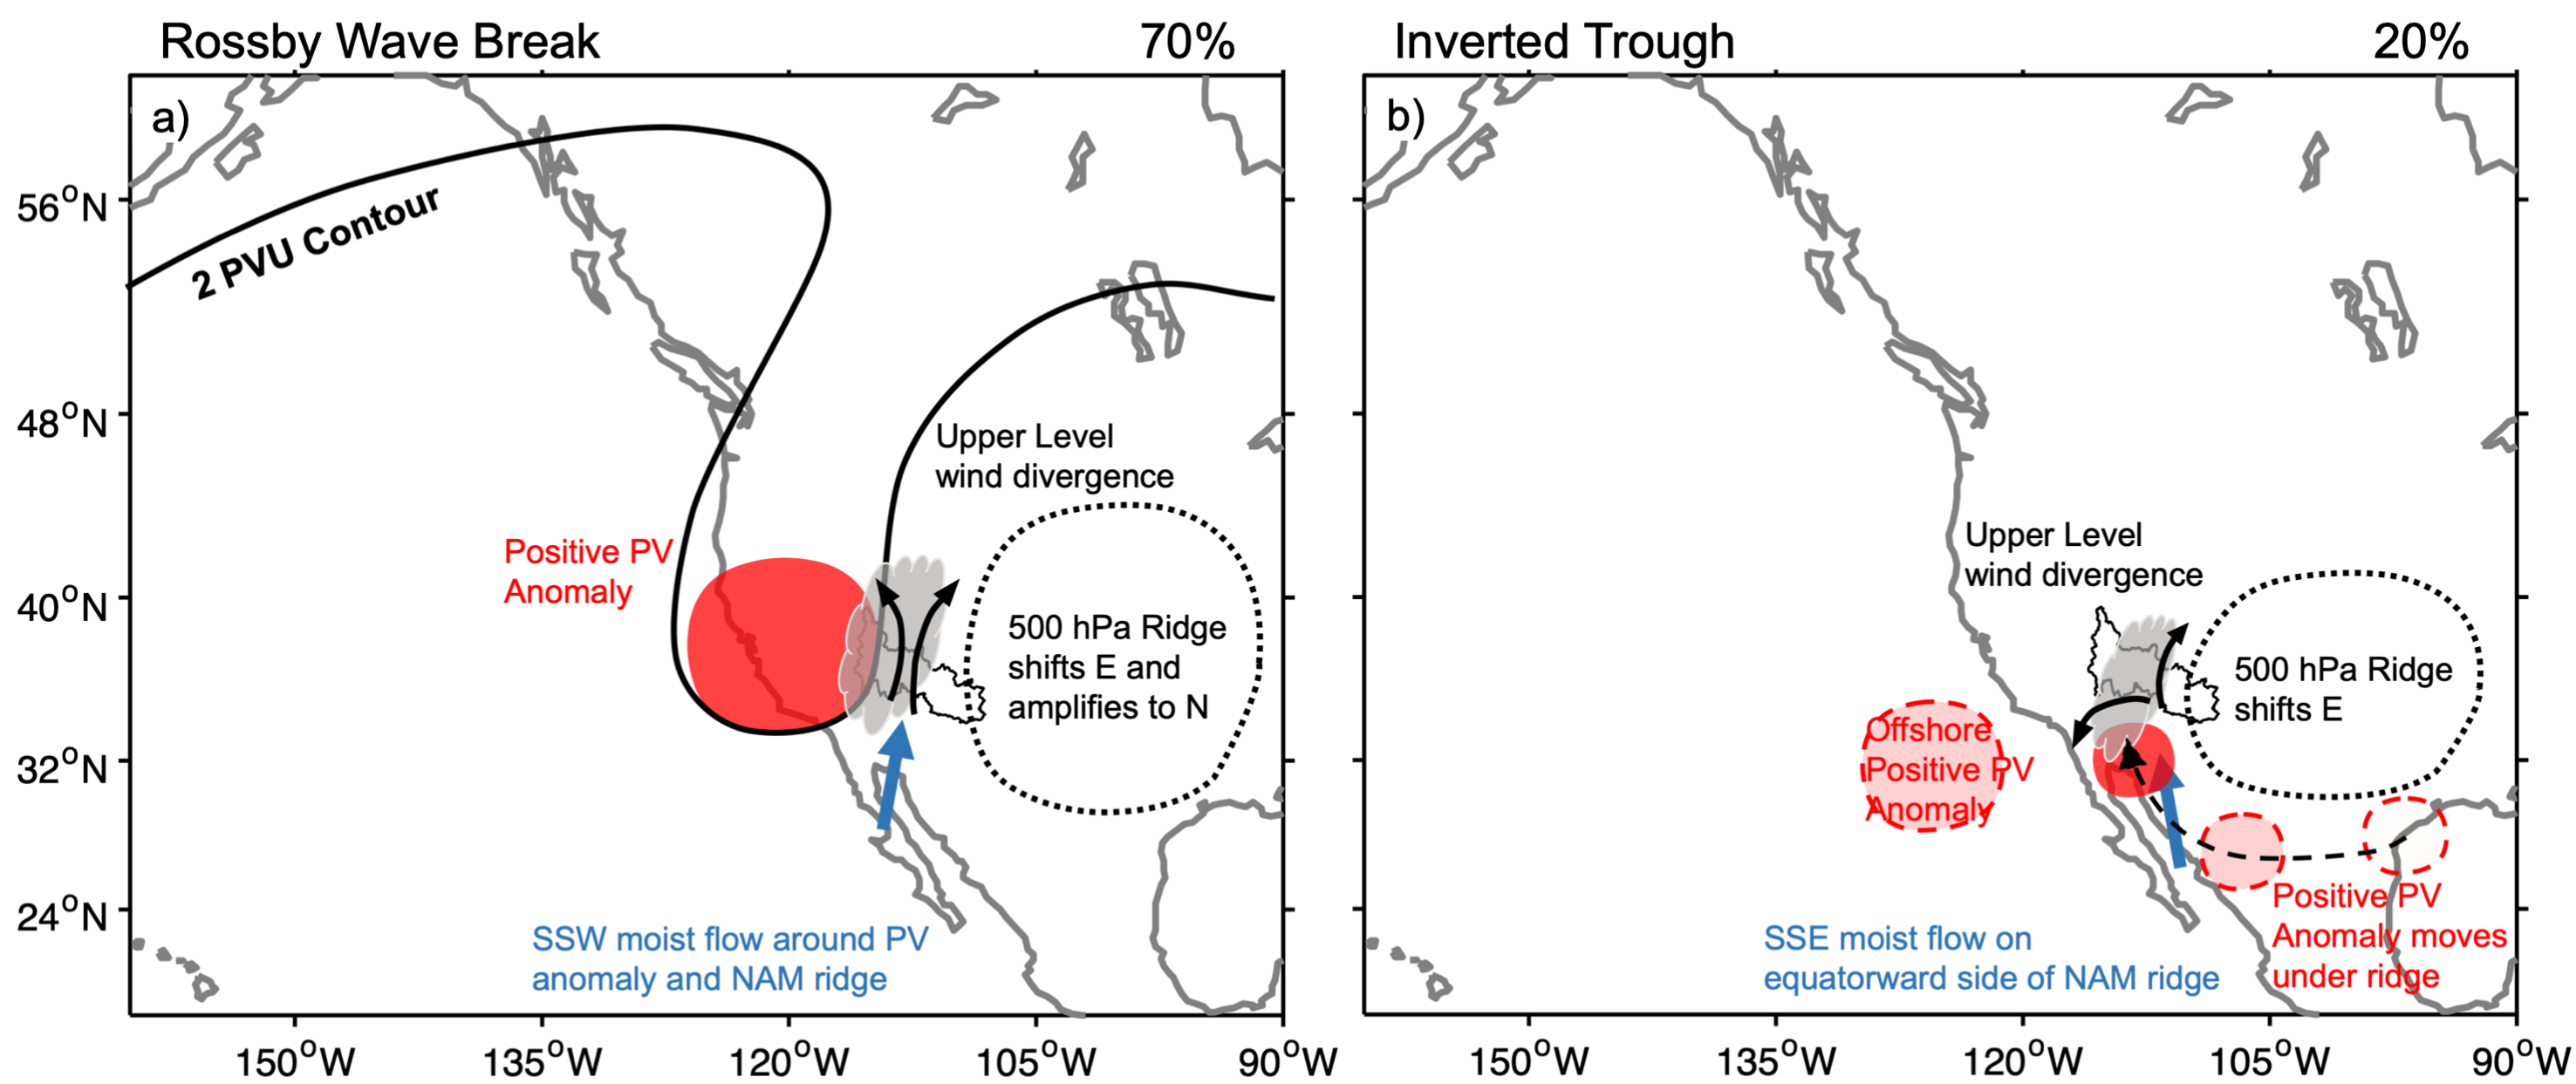 Rossby Wave Break
70%
a)
2 PVU Contour
Upper Level
wind divergence
Positive PV
Anomaly
500 hPa Ridge
shifts E and
amplifies to N
SSW moist flow around PV
anomaly and NAM ridge
56°N
48°N
40°N
32°N
24°N
150°W
135°W
120°W
105°W
90°W
Inverted Trough
20%
b)
Upper Level
wind divergence
500 hPa Ridge
shifts E
Offshore
Positive PV
Anomaly
Positive PV
Anomaly moves
under ridge
SSE moist flow on
equatorward side of NAM ridge
150°W
135°W
120°W
105°W
90°W